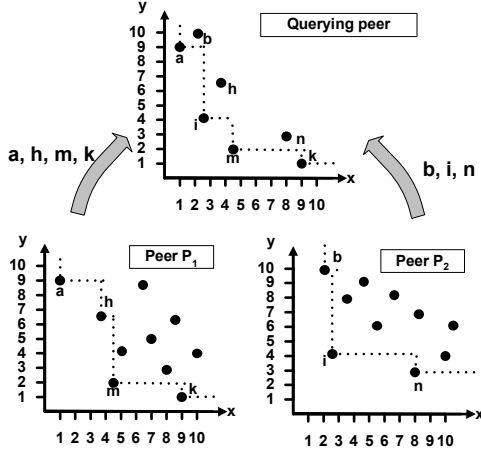 y
Querying peer
10
9
8
7
6
5
4
3
2
1
a
b
h
i
m
n
k
x
1 2 3 4 5 6 7 8 9 10
a, h, m, k
b, i, n
y
Peer P1
10
9
8
7
6
5
4
3
2
1
a
h
m
k
x
1 2 3 4 5 6 7 8 9 10
y
Peer P2
10
9
8
7
6
5
4
3
2
1
b
i
n
x
1 2 3 4 5 6 7 8 9 10